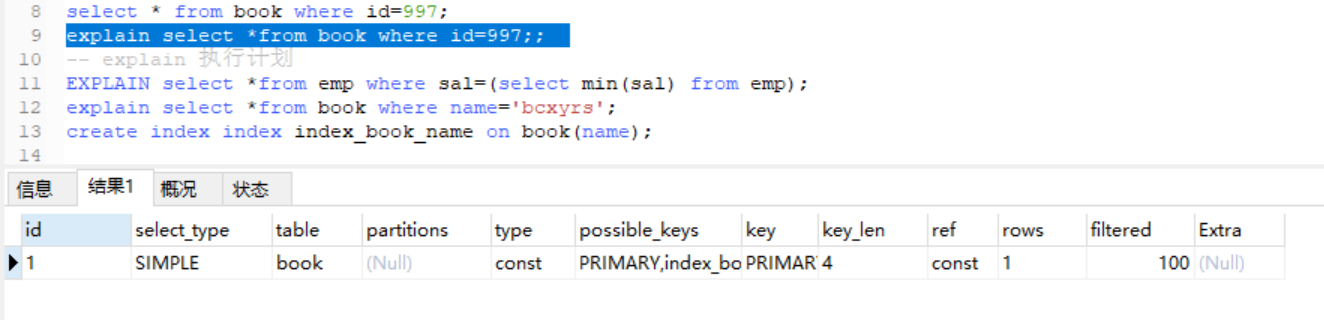 8 select * from book where id=997;
9 explain select *from book where id=997;;
10 -- explain 执行计划
11 EXPLAIN select *from emp where sal=(select min(sal) from emp);
12 explain select *from book where name='bcxyrs';
13 create index index index_book_name on book(name);
14
信息 结果1 概况 状态
id select_type table partitions type possible_keys key key_len ref rows filtered Extra
1 SIMPLE book (Null) const PRIMARY,index_bo PRIMAR 4 const 1 100 (Null)